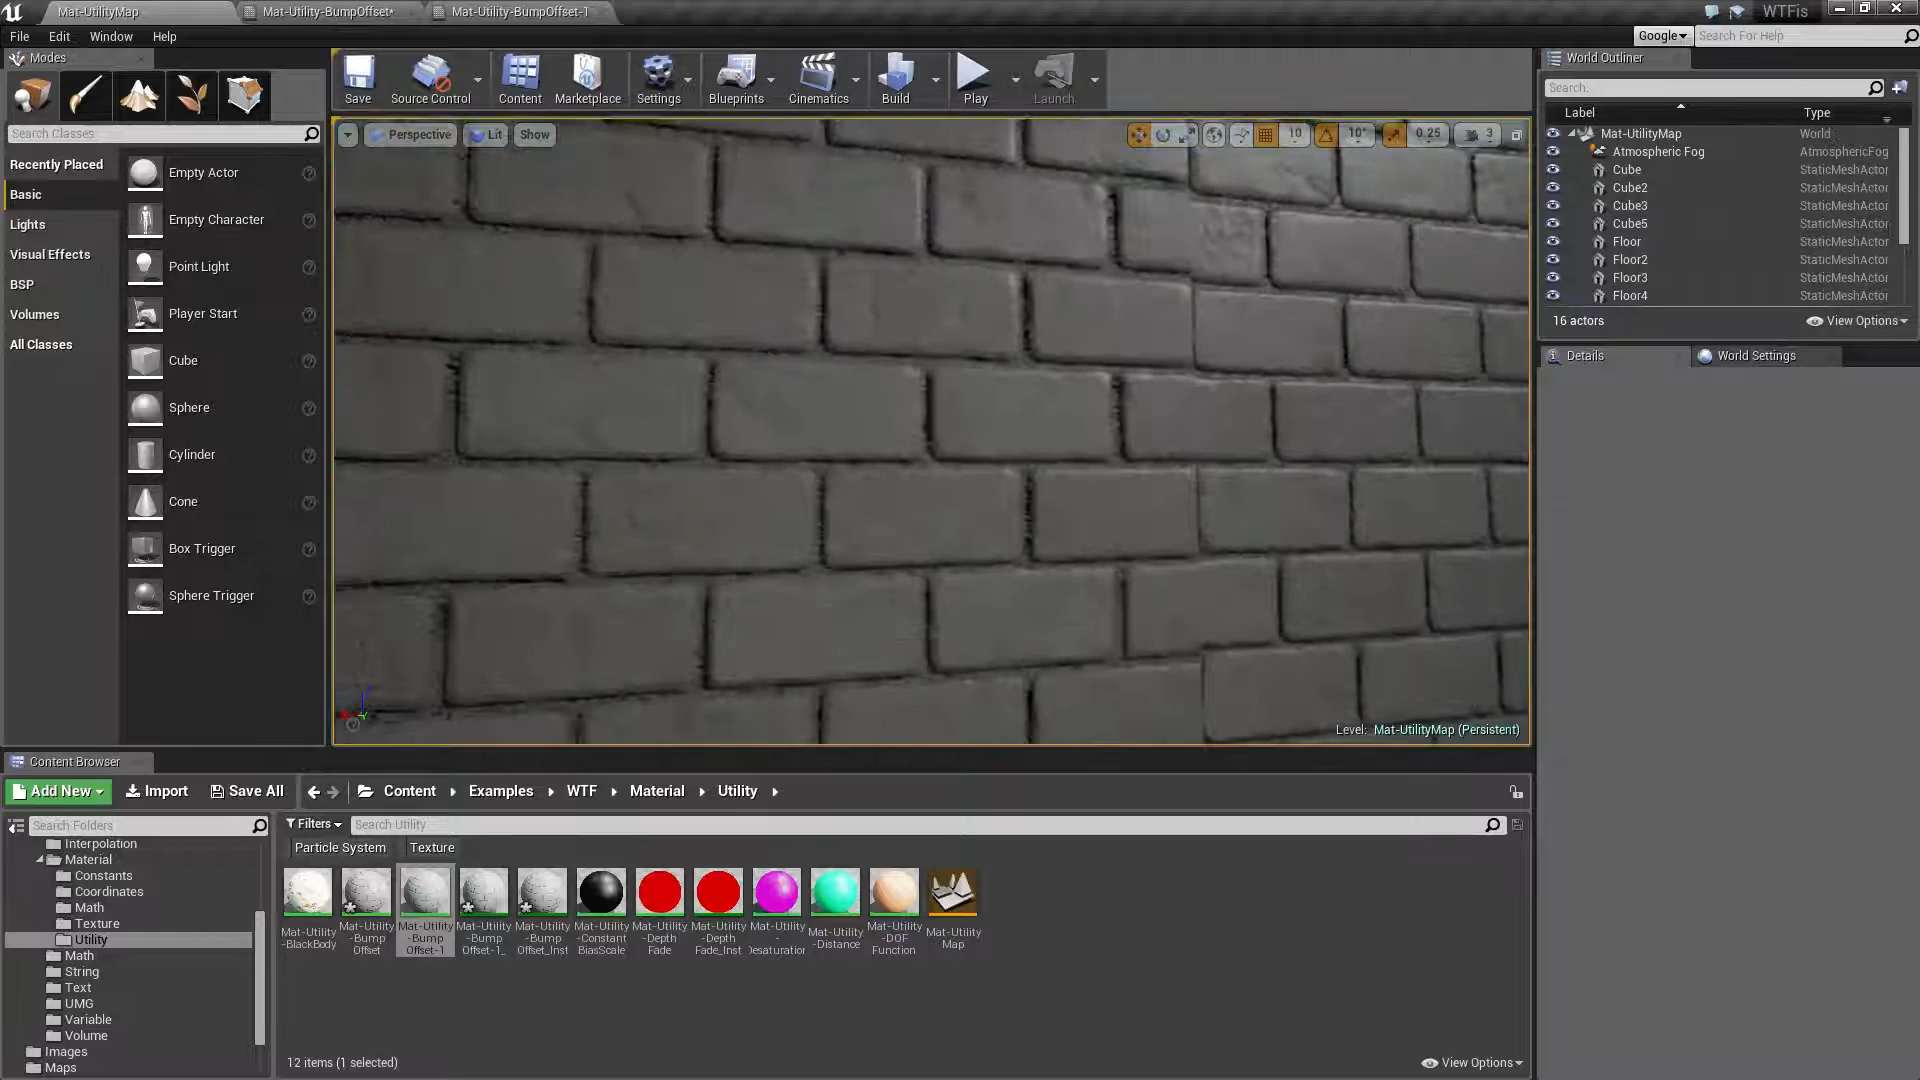 Mat-UtilityMap
Mat-Utility-BumpOffset*
Mat-Utility-BumpOffset-1
WTFis
File Edit Window Help
Google
Search For Help
Modes
Search Classes
Recently Placed
Basic
Lights
Visual Effects
BSP
Volumes
All Classes
Empty Actor
Empty Character
Point Light
Player Start
Cube
Sphere
Cylinder
Cone
Box Trigger
Sphere Trigger
Save
Source Control
Content
Marketplace
Settings
Blueprints
Cinematics
Build
Play
Launch
Perspective
Lit
Show
10
10°
0.25
3
Level: Mat-UtilityMap (Persistent)
World Outliner
Search.
Label Type
Mat-UtilityMap World
Atmospheric Fog AtmosphericFog
Cube StaticMeshActor
Cube2 StaticMeshActor
Cube3 StaticMeshActor
Cube5 StaticMeshActor
Floor StaticMeshActor
Floor2 StaticMeshActor
Floor3 StaticMeshActor
Floor4 StaticMeshActor
16 actors
View Options
Details
World Settings
Content Browser
Add New
Import
Save All
Content Examples WTF Material Utility
Search Folders
Interpolation
Material
Constants
Coordinates
Math
Texture
Utility
Math
String
Text
UMG
Variable
Volume
Images
Maps
Filters
Search Utility
Particle System
Texture
Mat-Utility
-BlackBody
Mat-Utility
-Bump
Offset
Mat-Utility
-Bump
Offset-1
Mat-Utility
-Bump
Offset-1_
Mat-Utility
-Bump
Offset_Inst
Mat-Utility
-Constant
BiasScale
Mat-Utility
-Depth
Fade
Mat-Utility
-Depth
Fade_Inst
Mat-Utility
-
Desaturation
Mat-Utility
-Distance
Mat-Utility
-DOF
Function
Mat-Utility
Map
12 items (1 selected)
View Options